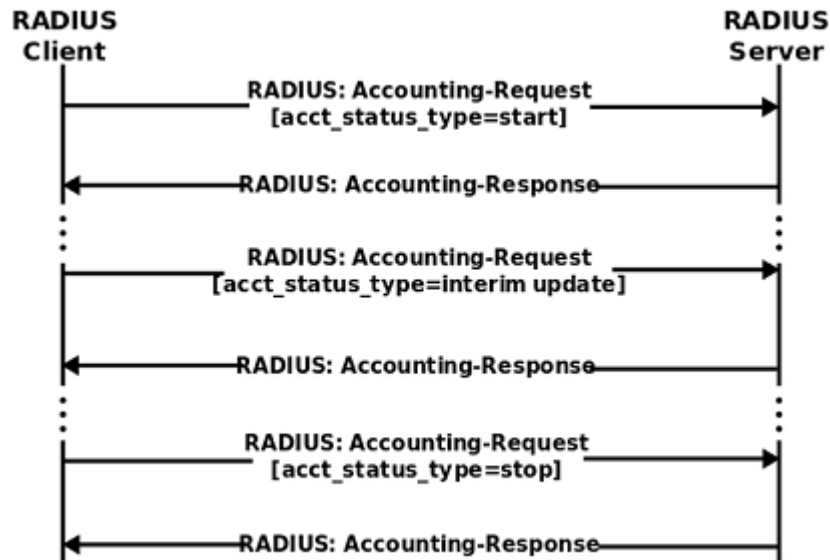 RADIUS
Client
RADIUS
Server
RADIUS: Accounting-Request
[acct_status_type=start]
RADIUS: Accounting-Response
RADIUS: Accounting-Request
[acct_status_type=interim update]
RADIUS: Accounting-Response
RADIUS: Accounting-Request
[acct_status_type=stop]
RADIUS: Accounting-Response